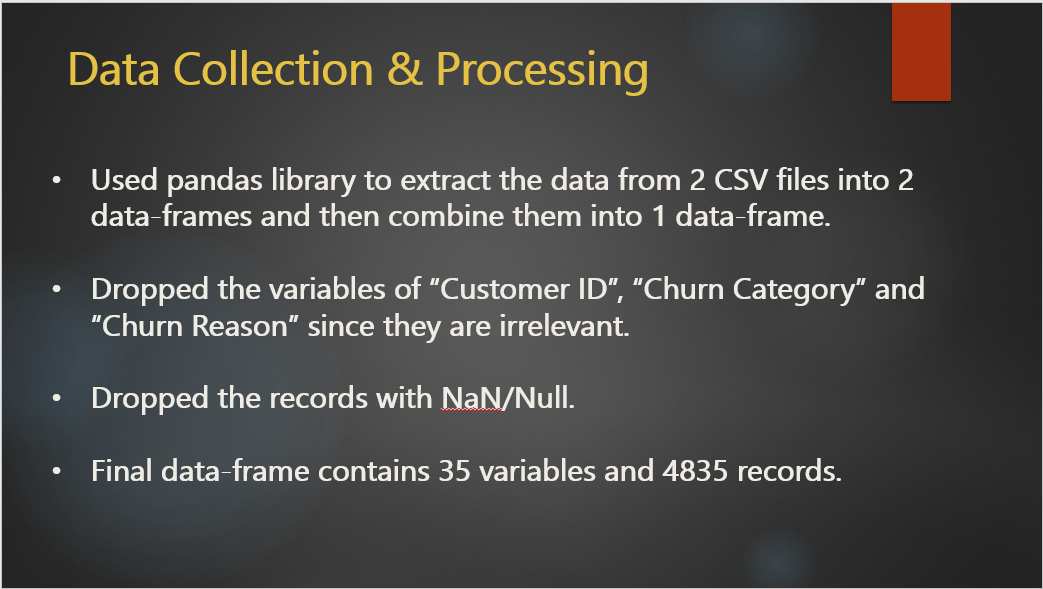 Data Collection & Processing
• Used pandas library to extract the data from 2 CSV files into 2
data-frames and then combine them into 1 data-frame.
• Dropped the variables of “Customer ID”, “Churn Category” and
“Churn Reason” since they are irrelevant.
• Dropped the records with NaN/Null.
• Final data-frame contains 35 variables and 4835 records.